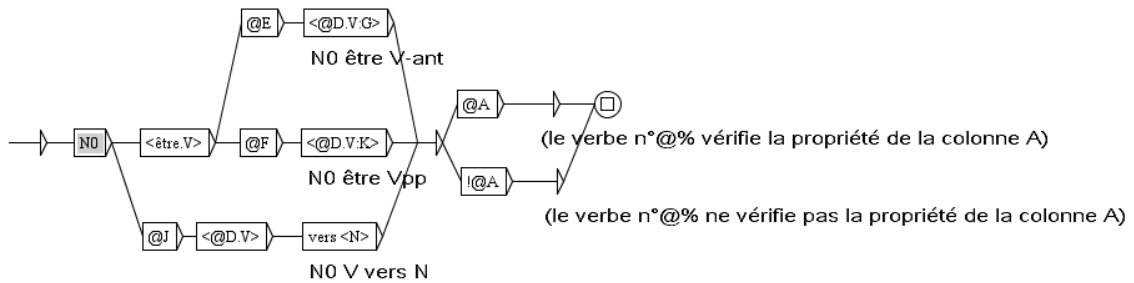 @E <@D.V:G>
N0 être V-ant
@A
N0 <être.V> @F <@D.V:K>
(le verbe n°@% vérifie la propriété de la colonne A)
N0 être Vpp
!@A
(le verbe n°@% ne vérifie pas la propriété de la colonne A)
@J <@D.V> vers <N>
N0 V vers N